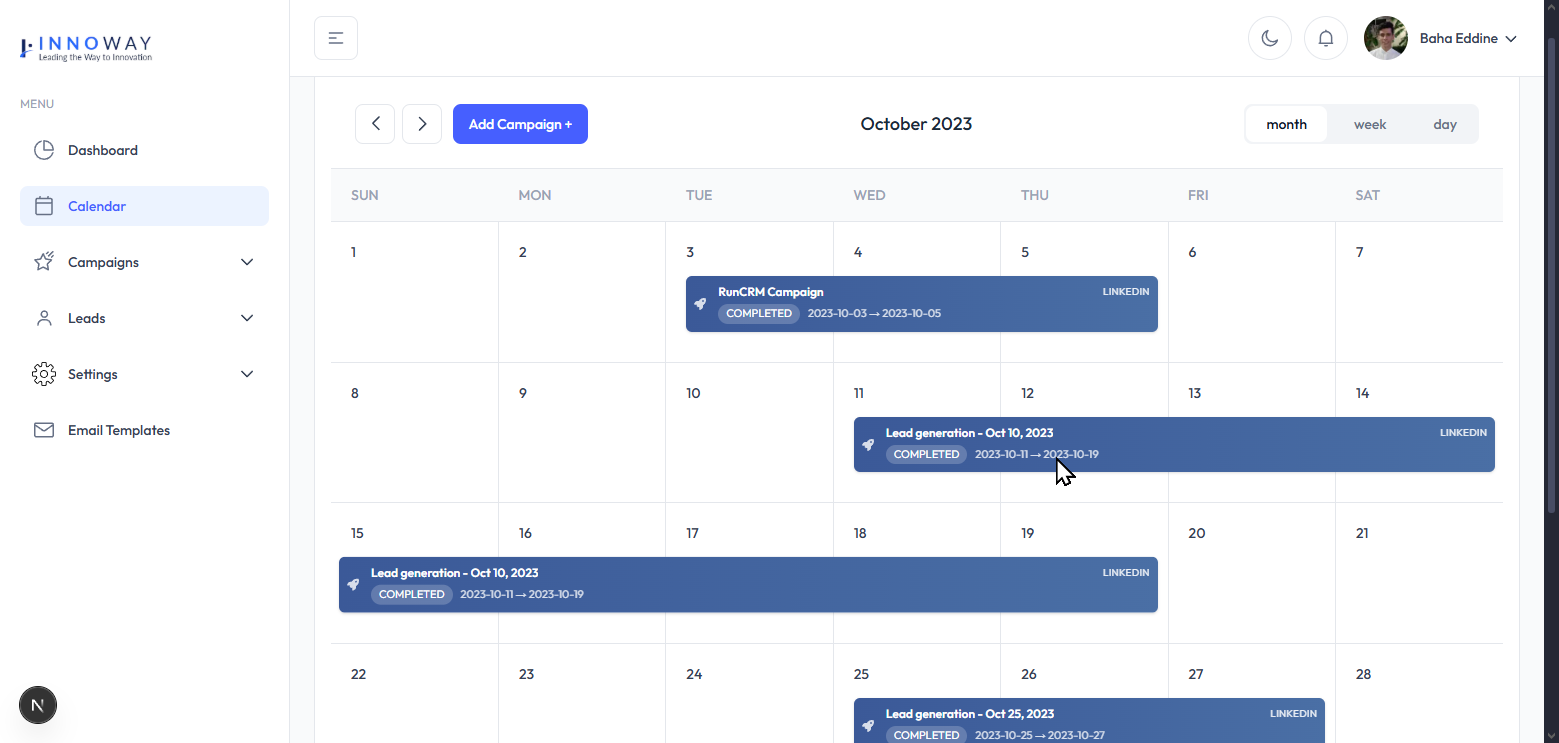 INNOWAY
Leading the Way to Innovation
MENU
Dashboard
Calendar
Campaigns
Leads
Settings
Email Templates
N
Baha Eddine
Add Campaign +
October 2023
month week day
SUN MON TUE WED THU FRI SAT
1 2 3 4 5 6 7
RunCRM Campaign LINKEDIN
COMPLETED 2023-10-03 → 2023-10-05
8 9 10 11 12 13 14
Lead generation - Oct 10, 2023 LINKEDIN
COMPLETED 2023-10-11 → 2023-10-19
15 16 17 18 19 20 21
Lead generation - Oct 10, 2023 LINKEDIN
COMPLETED 2023-10-11 → 2023-10-19
22 23 24 25 26 27 28
Lead generation - Oct 25, 2023 LINKEDIN
COMPLETED 2023-10-25 → 2023-10-27